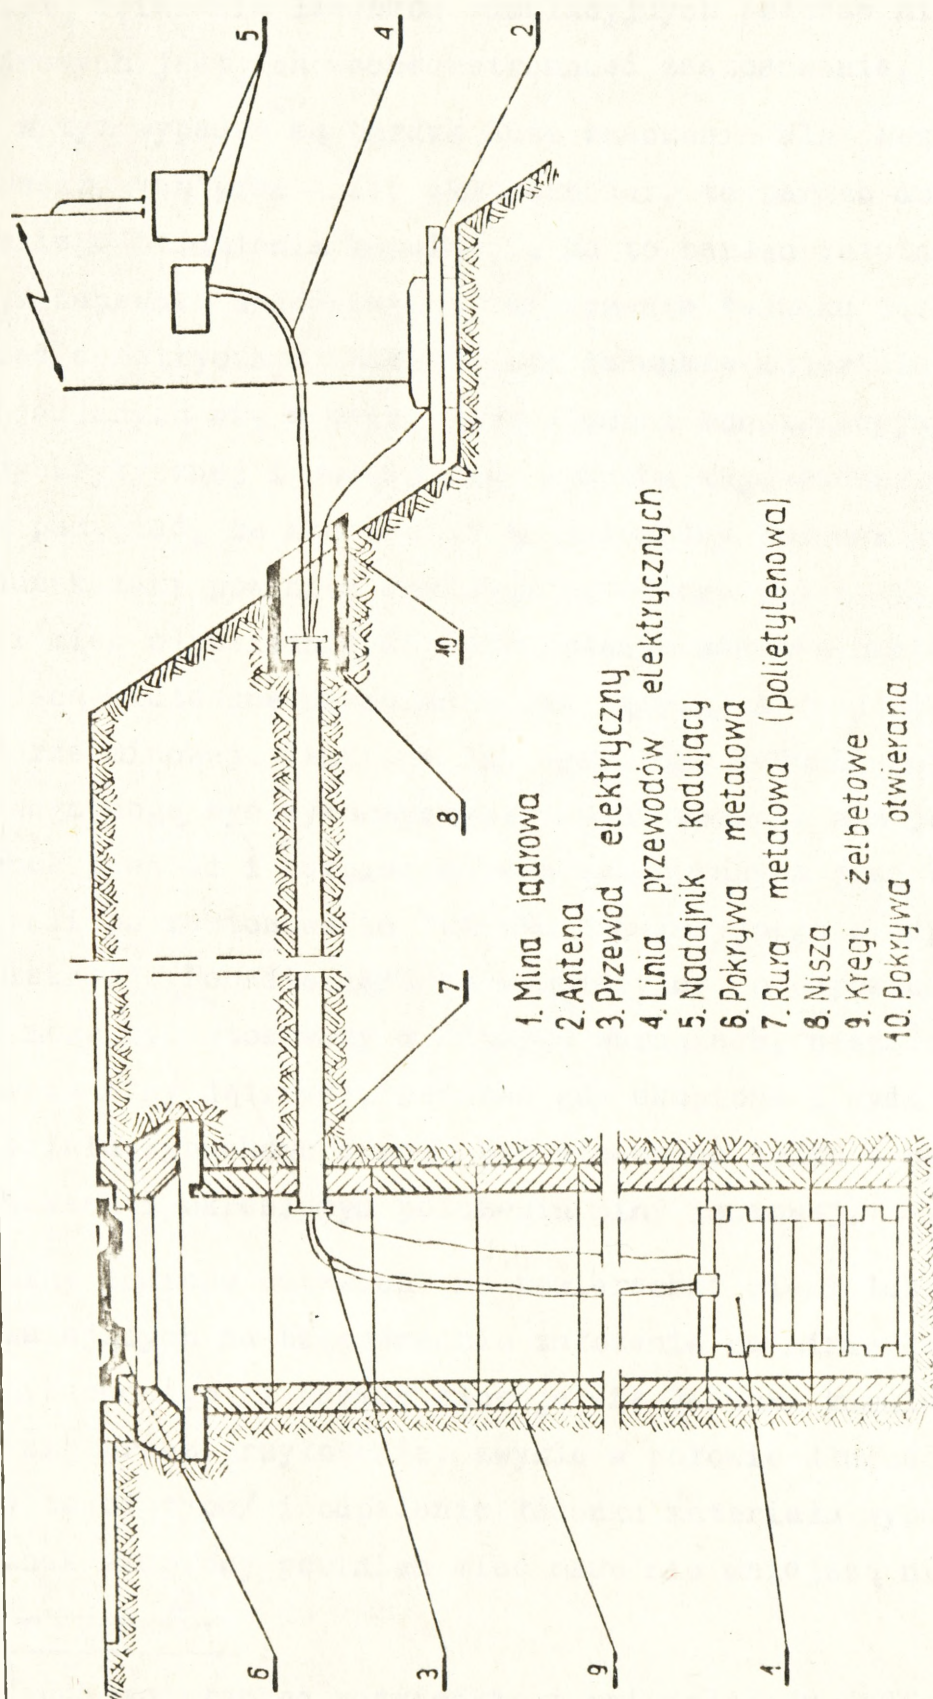 5
4
2
10
8
7
6
3
9
1
1. Mina jądrowa
2. Antena
3. Przewód elektryczny
4. Linia przewodów elektrycznych
5. Nadajnik kodujący
6. Pokrywa metalowa
7. Rura metalowa (polietylenowa)
8. Nisza
9. Kręgi żelbetowe
10. Pokrywa otwierana